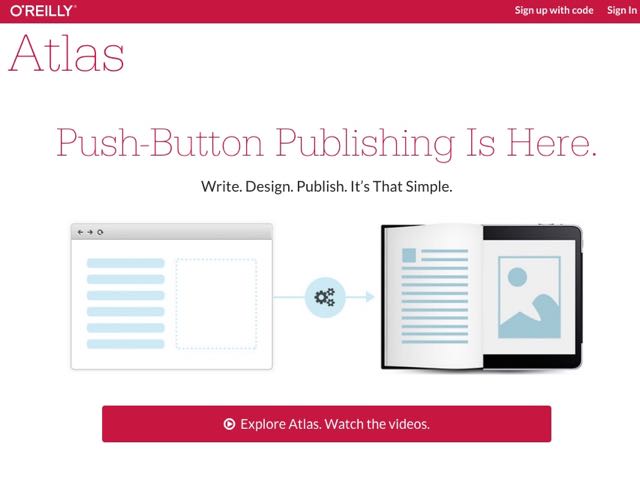 O'REILLY®
Sign up with code Sign In
Atlas
Push-Button Publishing Is Here.
Write. Design. Publish. It’s That Simple.
Explore Atlas. Watch the videos.